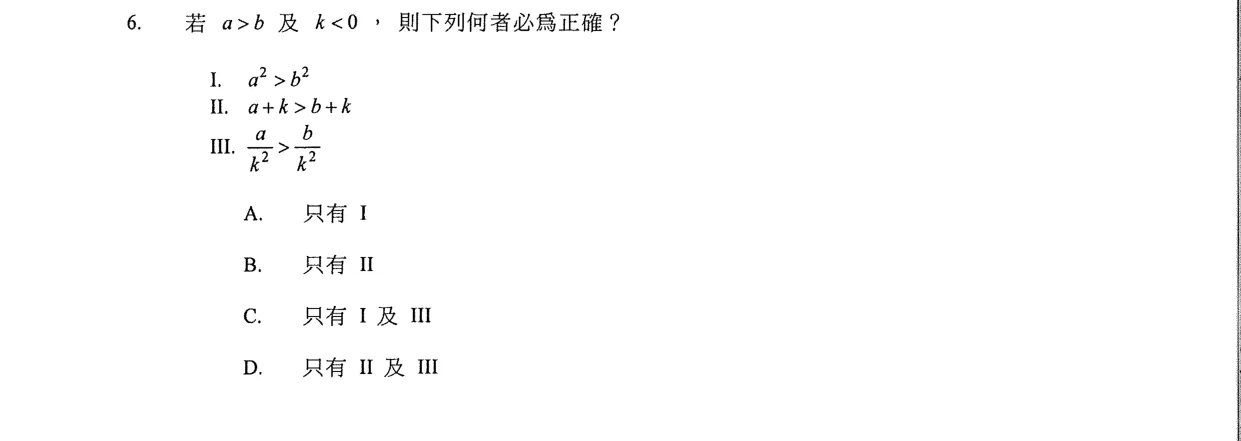 6. 若 a > b 及 k < 0 ， 則下列何者必爲正確？
I. a² > b²
II. a + k > b + k
III. a/k² > b/k²
A. 只有 I
B. 只有 II
C. 只有 I 及 III
D. 只有 II 及 III